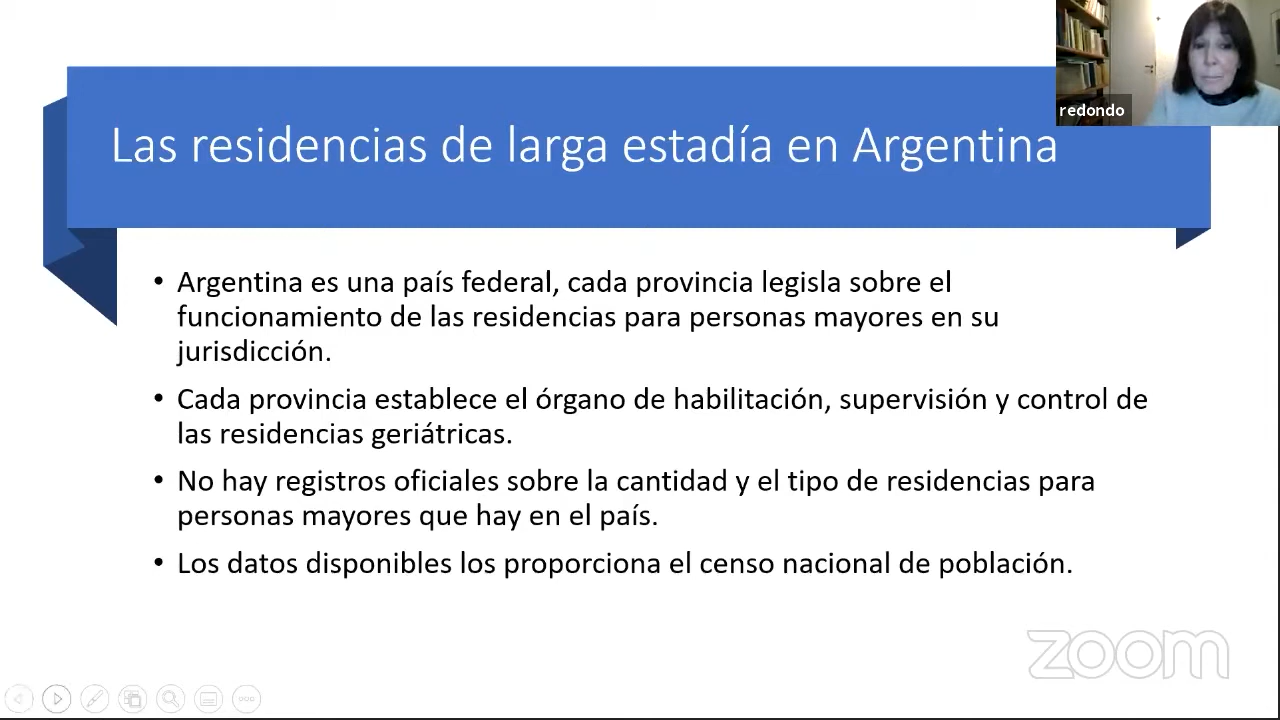 redondo
Las residencias de larga estadía en Argentina
• Argentina es una país federal, cada provincia legisla sobre el
funcionamiento de las residencias para personas mayores en su
jurisdicción.
• Cada provincia establece el órgano de habilitación, supervisión y control de
las residencias geriátricas.
• No hay registros oficiales sobre la cantidad y el tipo de residencias para
personas mayores que hay en el país.
• Los datos disponibles los proporciona el censo nacional de población.
zoom